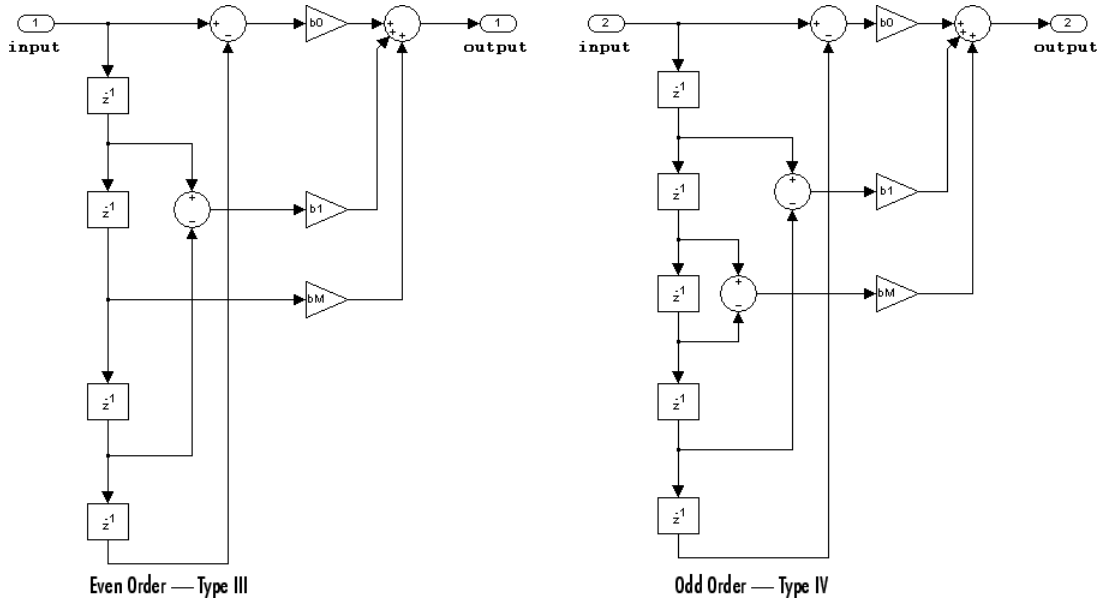 1
input
+
−
b0
+
+
+
1
output
z-1
z-1
+
−
b1
bM
z-1
z-1
Even Order — Type III
2
input
+
−
b0
+
+
+
2
output
z-1
z-1
+
−
b1
z-1
+
−
bM
z-1
z-1
Odd Order — Type IV